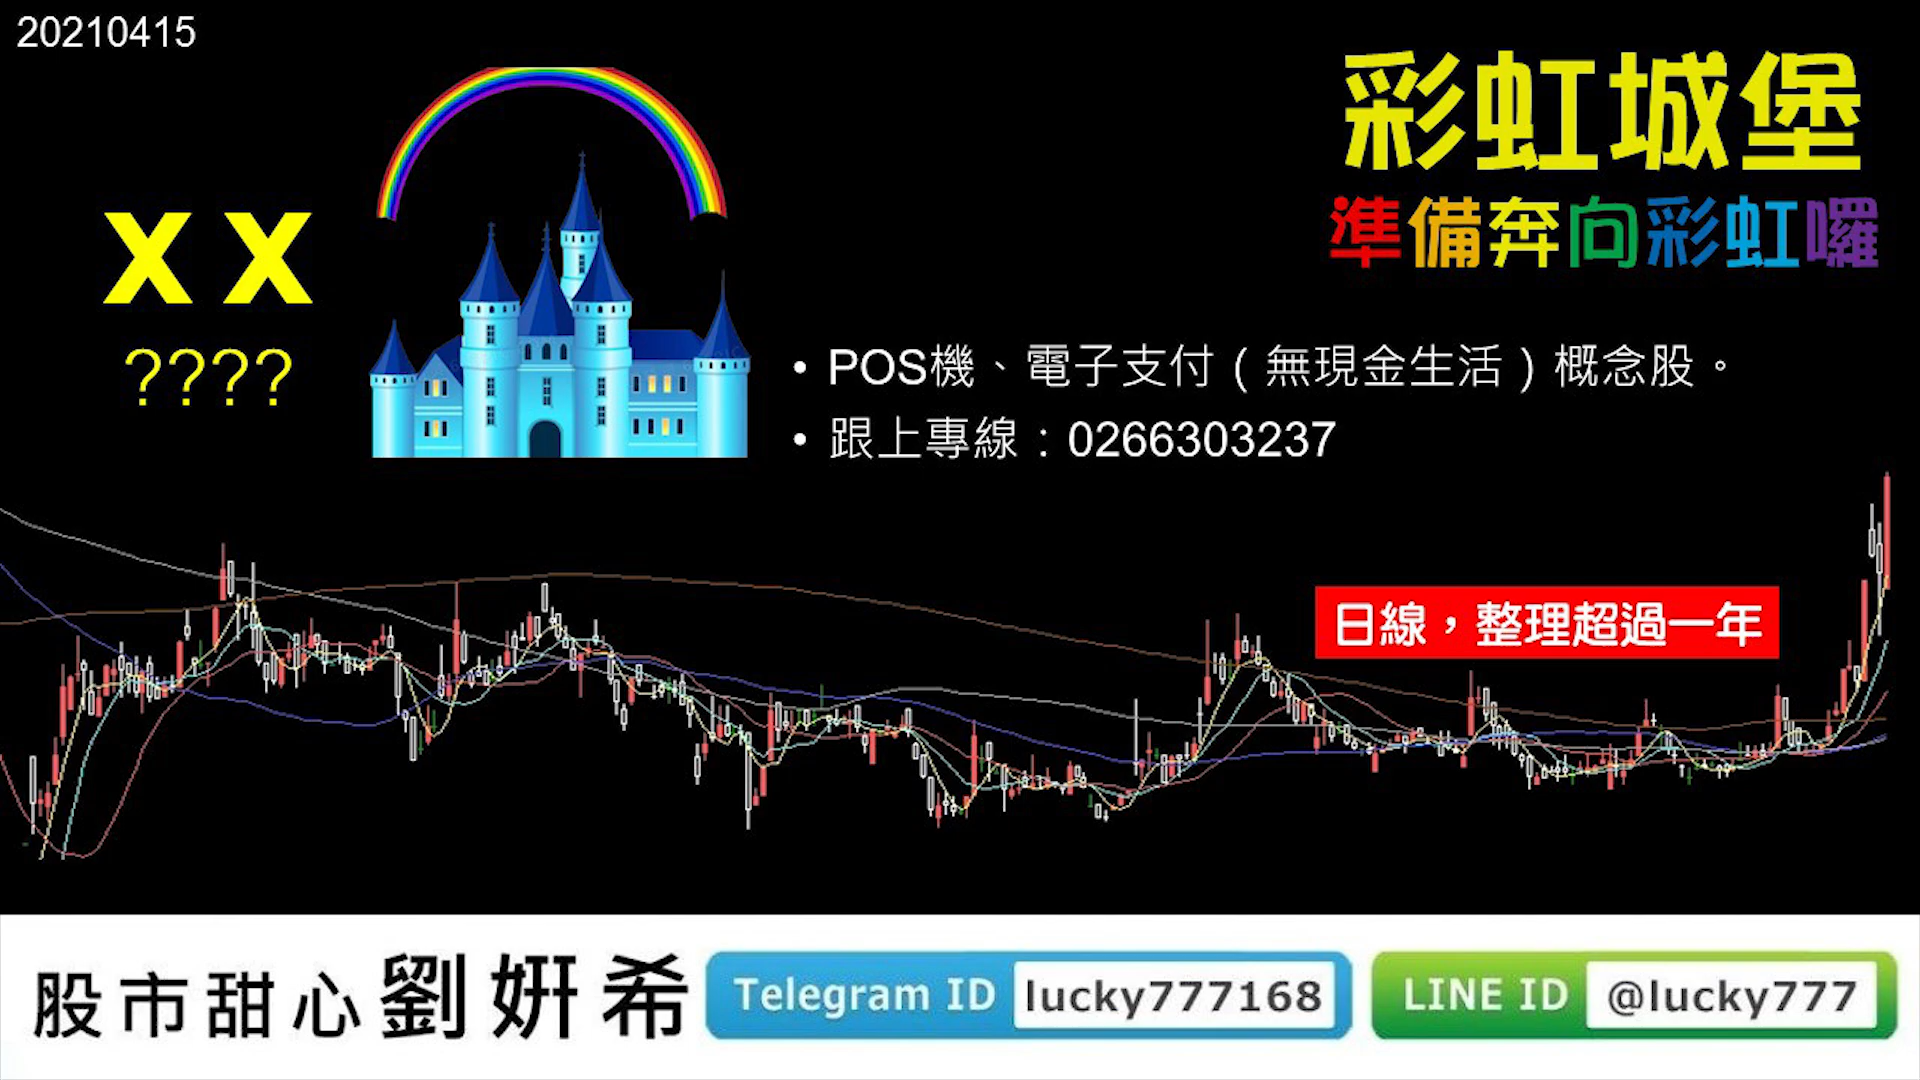 20210415
彩虹城堡
準備奔向彩虹囉
XX
????
• POS機、電子支付（無現金生活）概念股。
• 跟上專線：0266303237
日線，整理超過一年
股市甜心劉妍希 Telegram ID lucky777168 LINE ID @lucky777